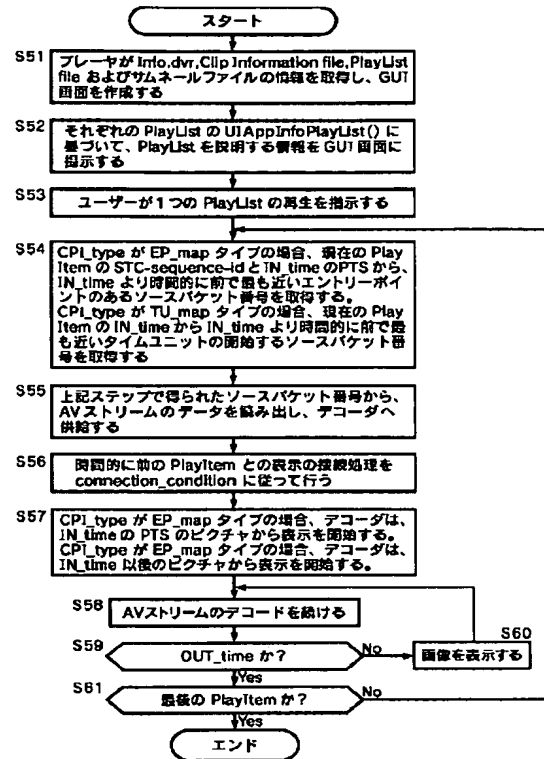 スタート
S51
プレーヤが Info.dvr,Clip Information file,PlayList
file およびサムネールファイルの情報を取得し、GUI
画面を作成する
S52
それぞれの PlayList の UIAppInfoPlayList() に
基づいて、PlayList を説明する情報を GUI 画面に
提示する
S53
ユーザーが1つの PlayList の再生を指示する
S54
CPI_type が EP_map タイプの場合、現在の Play
Item の STC-sequence-id と IN_time のPTS から、
IN_time より時間的に前で最も近いエントリーポイ
ントのあるソースパケット番号を取得する。
CPI_type が TU_map タイプの場合、現在の Play
Item の IN_time から IN_time より時間的に前で最
も近いタイムユニットの開始するソースパケット番
号を取得する
S55
上記ステップで得られたソースパケット番号から、
AVストリームのデータを読み出し、デコーダへ
供給する
S56
時間的に前の PlayItem との表示の接続処理を
connection_condition に従って行う
S57
CPI_type が EP_map タイプの場合、デコーダは、
IN_time の PTS のピクチャから表示を開始する。
CPI_type が EP_map タイプの場合、デコーダは、
IN_time 以後のピクチャから表示を開始する。
S58
AVストリームのデコードを続ける
S59
OUT_time か？
No
S60
画像を表示する
Yes
S61
最後の PlayItem か？
No
Yes
エンド